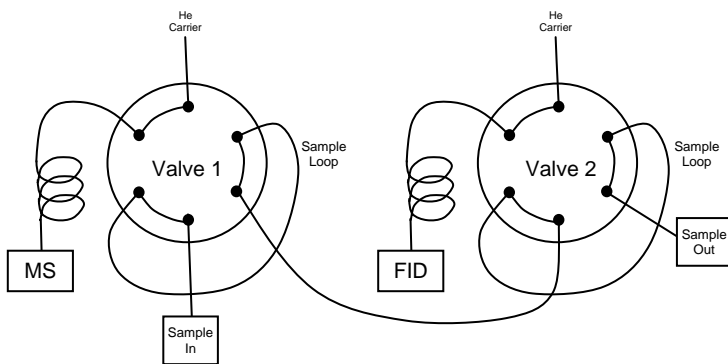 He
Carrier
He
Carrier
Valve 1
Sample
Loop
Valve 2
Sample
Loop
MS
FID
Sample
Out
Sample
In